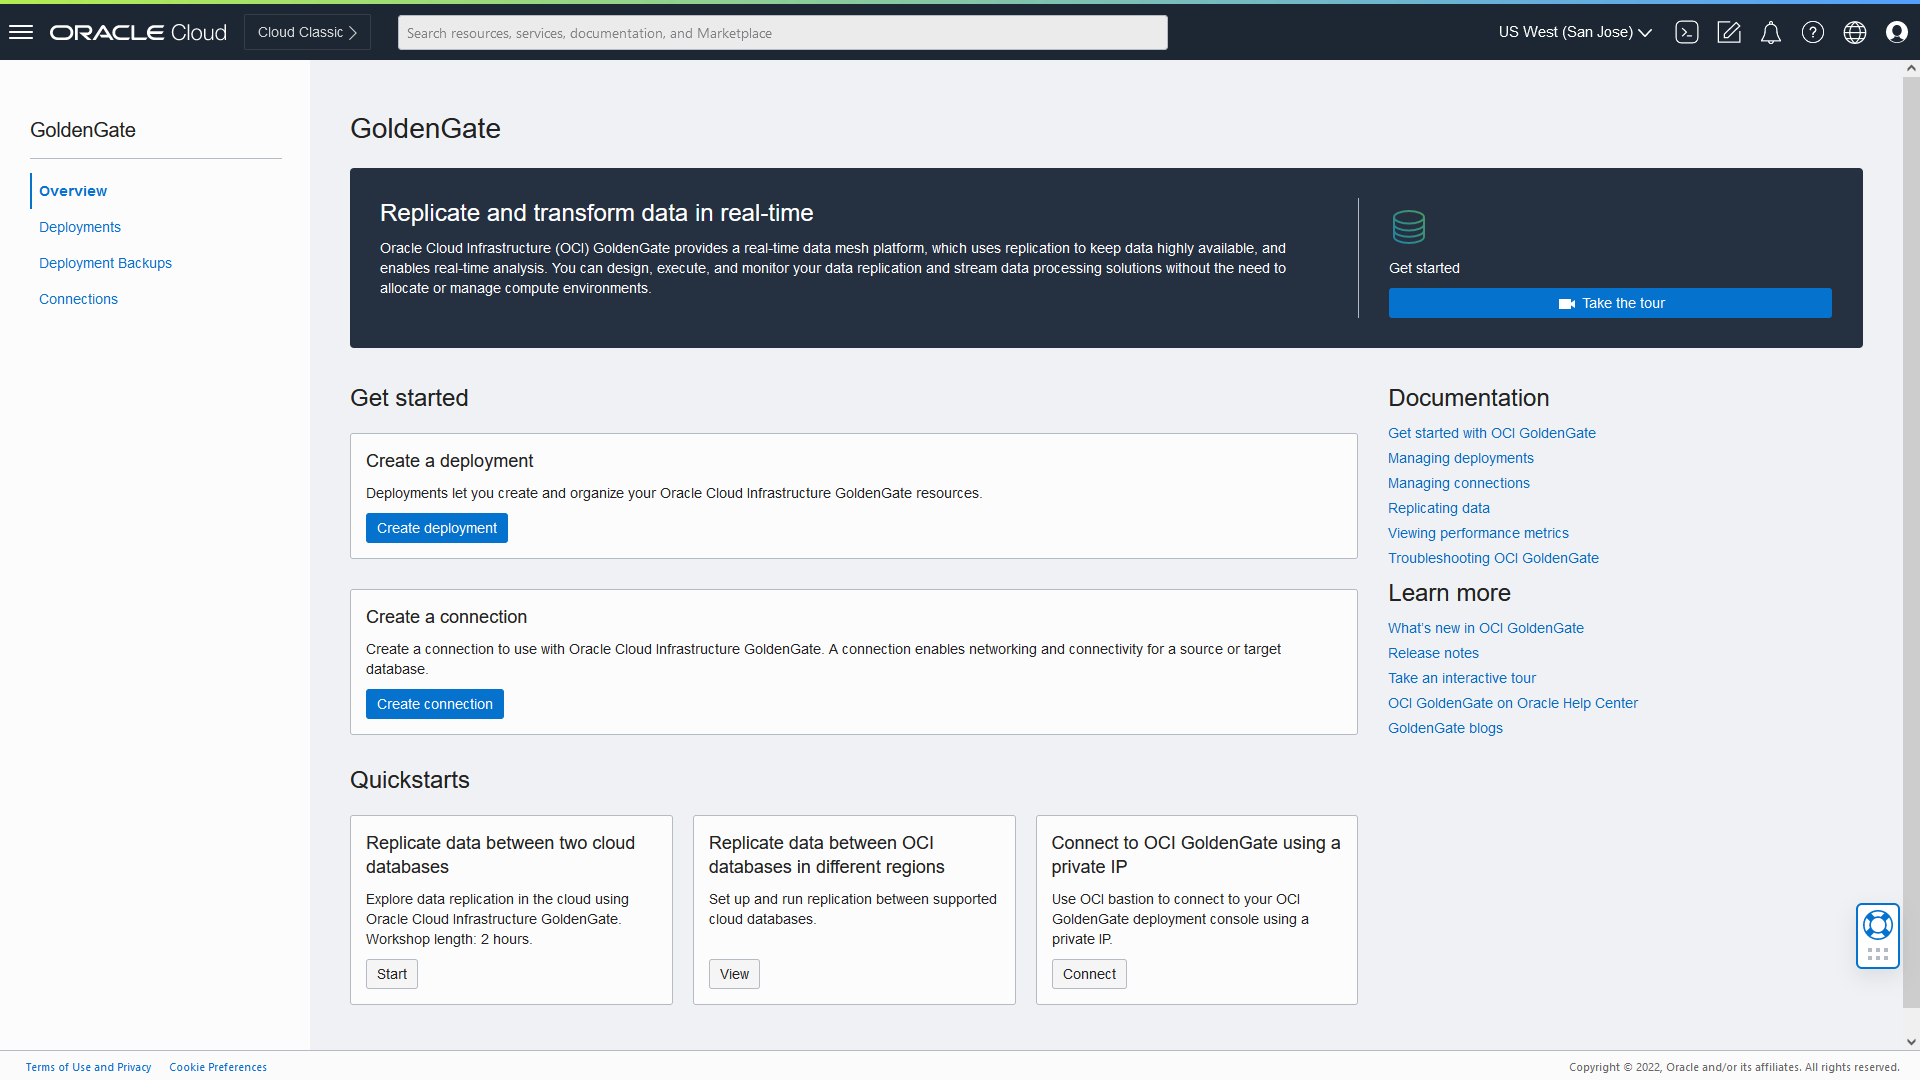 ORACLE Cloud
Cloud Classic
Search resources, services, documentation, and Marketplace
US West (San Jose)
GoldenGate
Overview
Deployments
Deployment Backups
Connections
GoldenGate
Replicate and transform data in real-time
Oracle Cloud Infrastructure (OCI) GoldenGate provides a real-time data mesh platform, which uses replication to keep data highly available, and
enables real-time analysis. You can design, execute, and monitor your data replication and stream data processing solutions without the need to
allocate or manage compute environments.
Get started
Take the tour
Get started
Create a deployment
Deployments let you create and organize your Oracle Cloud Infrastructure GoldenGate resources.
Create deployment
Create a connection
Create a connection to use with Oracle Cloud Infrastructure GoldenGate. A connection enables networking and connectivity for a source or target
database.
Create connection
Documentation
Get started with OCI GoldenGate
Managing deployments
Managing connections
Replicating data
Viewing performance metrics
Troubleshooting OCI GoldenGate
Learn more
What's new in OCI GoldenGate
Release notes
Take an interactive tour
OCI GoldenGate on Oracle Help Center
GoldenGate blogs
Quickstarts
Replicate data between two cloud
databases
Explore data replication in the cloud using
Oracle Cloud Infrastructure GoldenGate.
Workshop length: 2 hours.
Start
Replicate data between OCI
databases in different regions
Set up and run replication between supported
cloud databases.
View
Connect to OCI GoldenGate using a
private IP
Use OCI bastion to connect to your OCI
GoldenGate deployment console using a
private IP.
Connect
Terms of Use and Privacy
Cookie Preferences
Copyright © 2022, Oracle and/or its affiliates. All rights reserved.